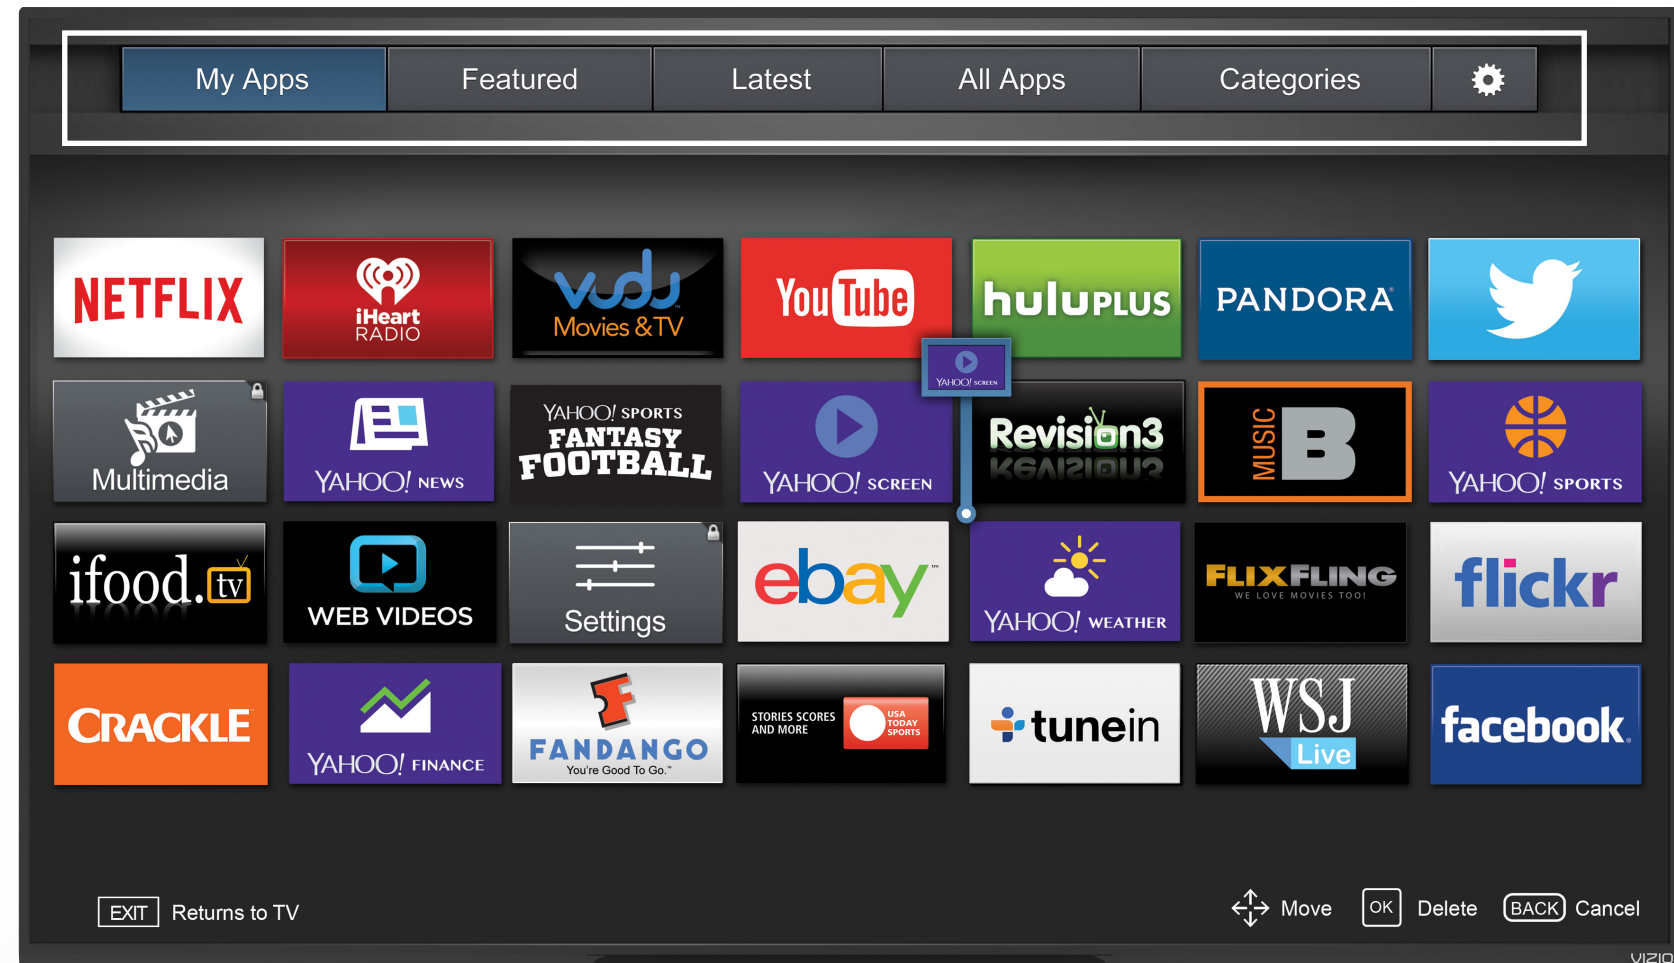 My Apps Featured Latest All Apps Categories
NETFLIX
iHeart
RADIO
vudu
Movies & TV
YouTube
huluPLUS
PANDORA
YAHOO! SCREEN
Multimedia
YAHOO! NEWS
YAHOO! SPORTS
FANTASY
FOOTBALL
YAHOO! SCREEN
Revision3
MUSIC B
YAHOO! SPORTS
ifood.tv
WEB VIDEOS
Settings
ebay™
YAHOO! WEATHER
FLIXFLING
WE LOVE MOVIES TOO!
flickr
CRACKLE
YAHOO! FINANCE
FANDANGO
You're Good To Go.™
STORIES SCORES
AND MORE
USA
TODAY
SPORTS
tunein
WSJ
Live
facebook®
EXIT Returns to TV
Move OK Delete BACK Cancel
VIZIO